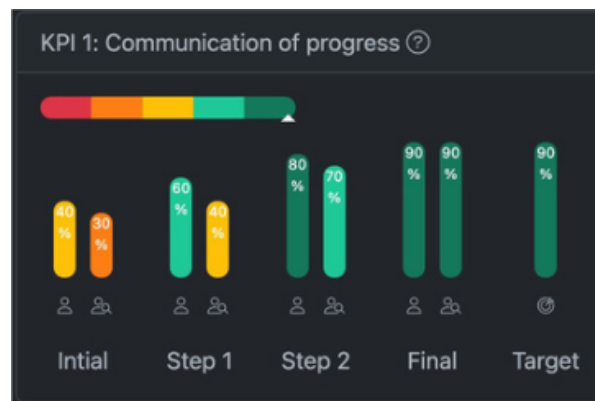 KPI 1: Communication of progress ?
40 % 30 % 60 % 40 % 80 % 70 % 90 % 90 % 90 %
Intial Step 1 Step 2 Final Target